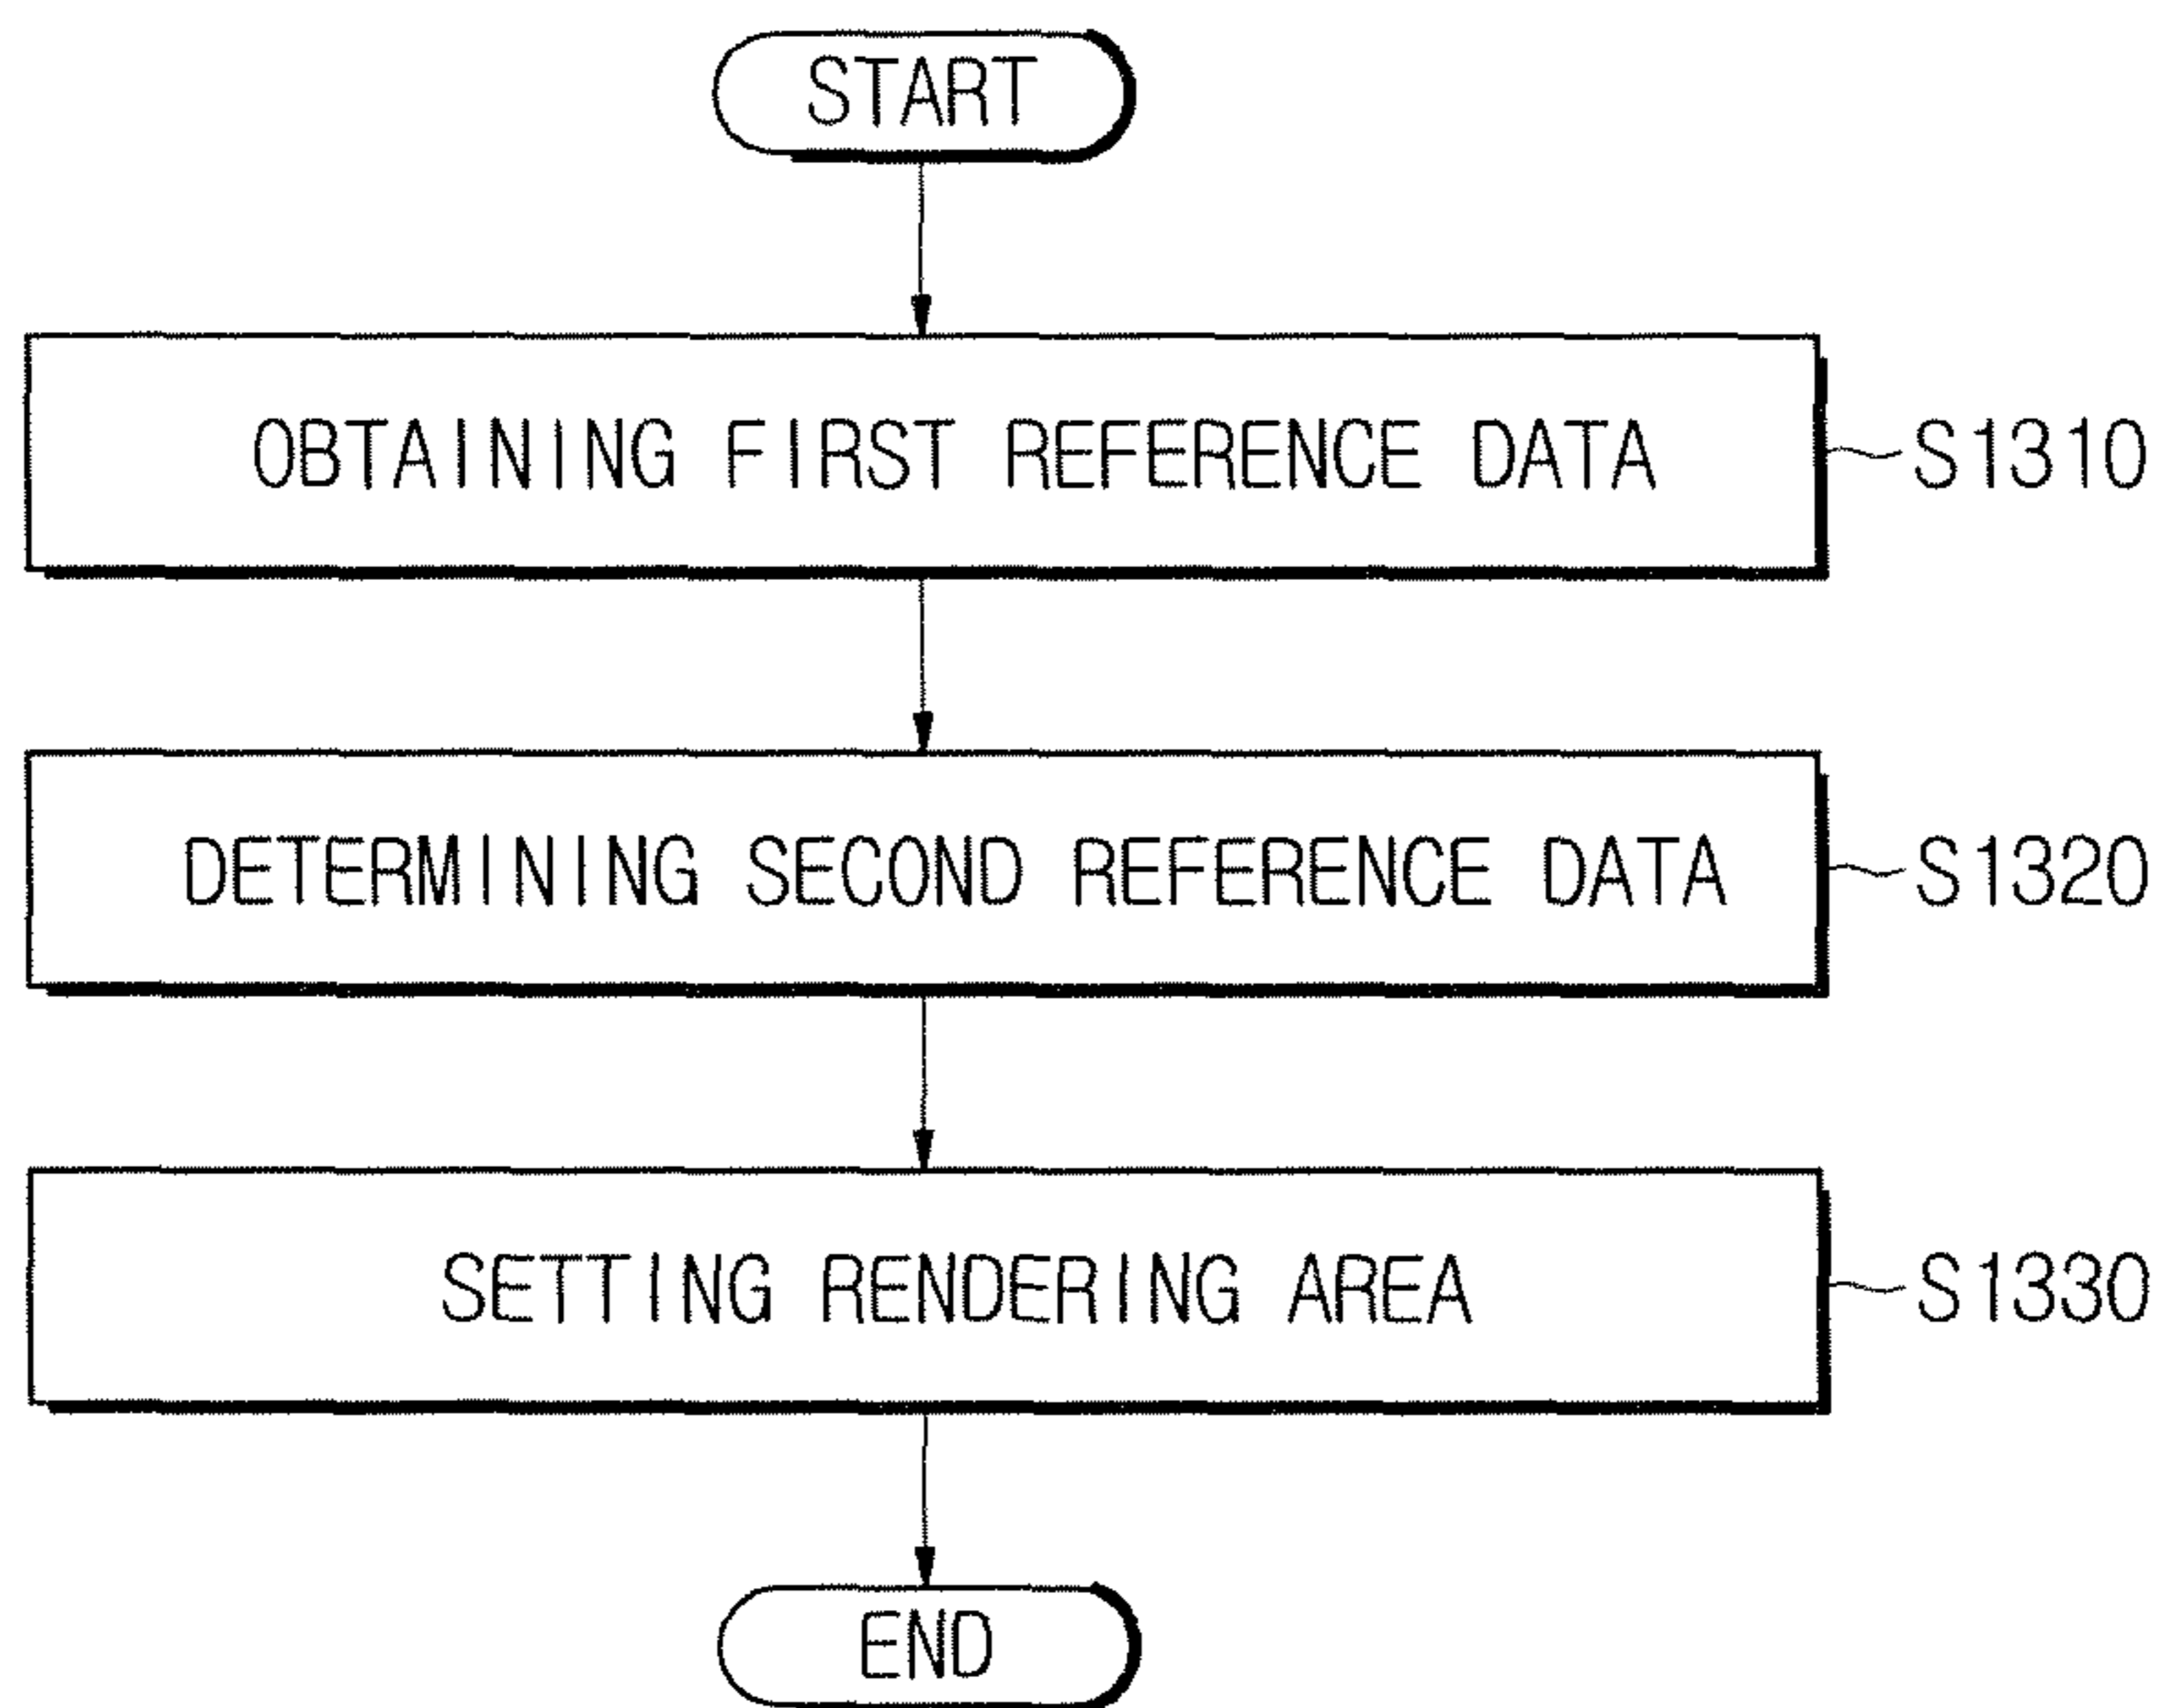 START
OBTAINING FIRST REFERENCE DATA
S1310
DETERMINING SECOND REFERENCE DATA
S1320
SETTING RENDERING AREA
S1330
END